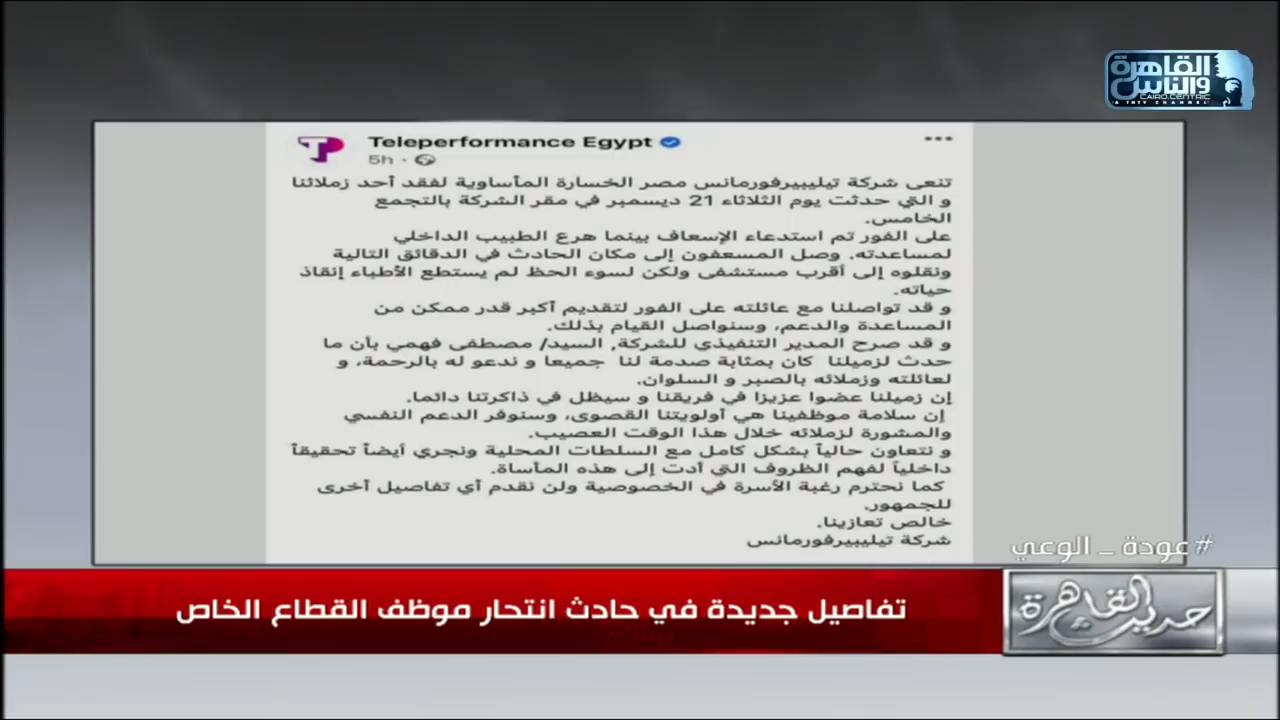 القاهرة
والناس
CAIRO.CENTRIC
A TNTV CHANNEL
Teleperformance Egypt
5h ·
تنعى شركة تيليبيرفورمانس مصر الخسارة المأساوية لفقد أحد زملائنا
و التي حدثت يوم الثلاثاء 21 ديسمبر في مقر الشركة بالتجمع
الخامس.
على الفور تم استدعاء الإسعاف بينما هرع الطبيب الداخلي
لمساعدته. وصل المسعفون إلى مكان الحادث في الدقائق التالية
ونقلوه إلى أقرب مستشفى ولكن لسوء الحظ لم يستطع الأطباء إنقاذ
حياته.
و قد تواصلنا مع عائلته على الفور لتقديم أكبر قدر ممكن من
المساعدة والدعم، وسنواصل القيام بذلك.
و قد صرح المدير التنفيذي للشركة, السيد/ مصطفى فهمي بأن ما
حدث لزميلنا كان بمثابة صدمة لنا جميعا و ندعو له بالرحمة، و
لعائلته وزملائه بالصبر و السلوان.
إن زميلنا عضوا عزيزا في فريقنا و سيظل في ذاكرتنا دائما.
إن سلامة موظفينا هي أولويتنا القصوى، وسنوفر الدعم النفسي
والمشورة لزملائه خلال هذا الوقت العصيب.
و نتعاون حالياً بشكل كامل مع السلطات المحلية ونجري أيضاً تحقيقاً
داخلياً لفهم الظروف التي أدت إلى هذه المأساة.
كما نحترم رغبة الأسرة في الخصوصية ولن نقدم أي تفاصيل أخرى
للجمهور.
خالص تعازينا.
شركة تيليبيرفورمانس
#عودة _ الوعي
حديث القاهرة
تفاصيل جديدة في حادث انتحار موظف القطاع الخاص